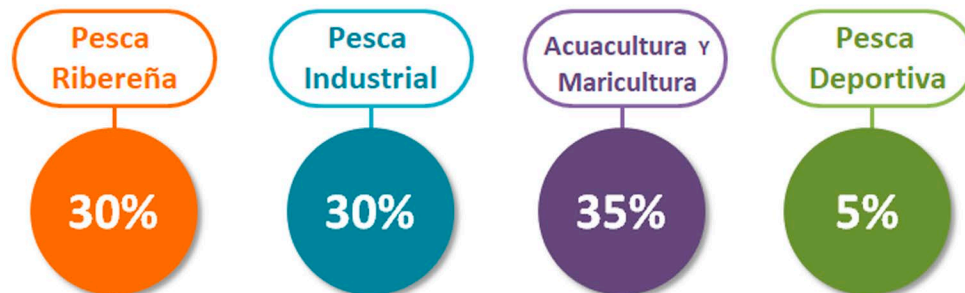 Pesca
Ribereña
30%
Pesca
Industrial
30%
Acuacultura Y
Maricultura
35%
Pesca
Deportiva
5%